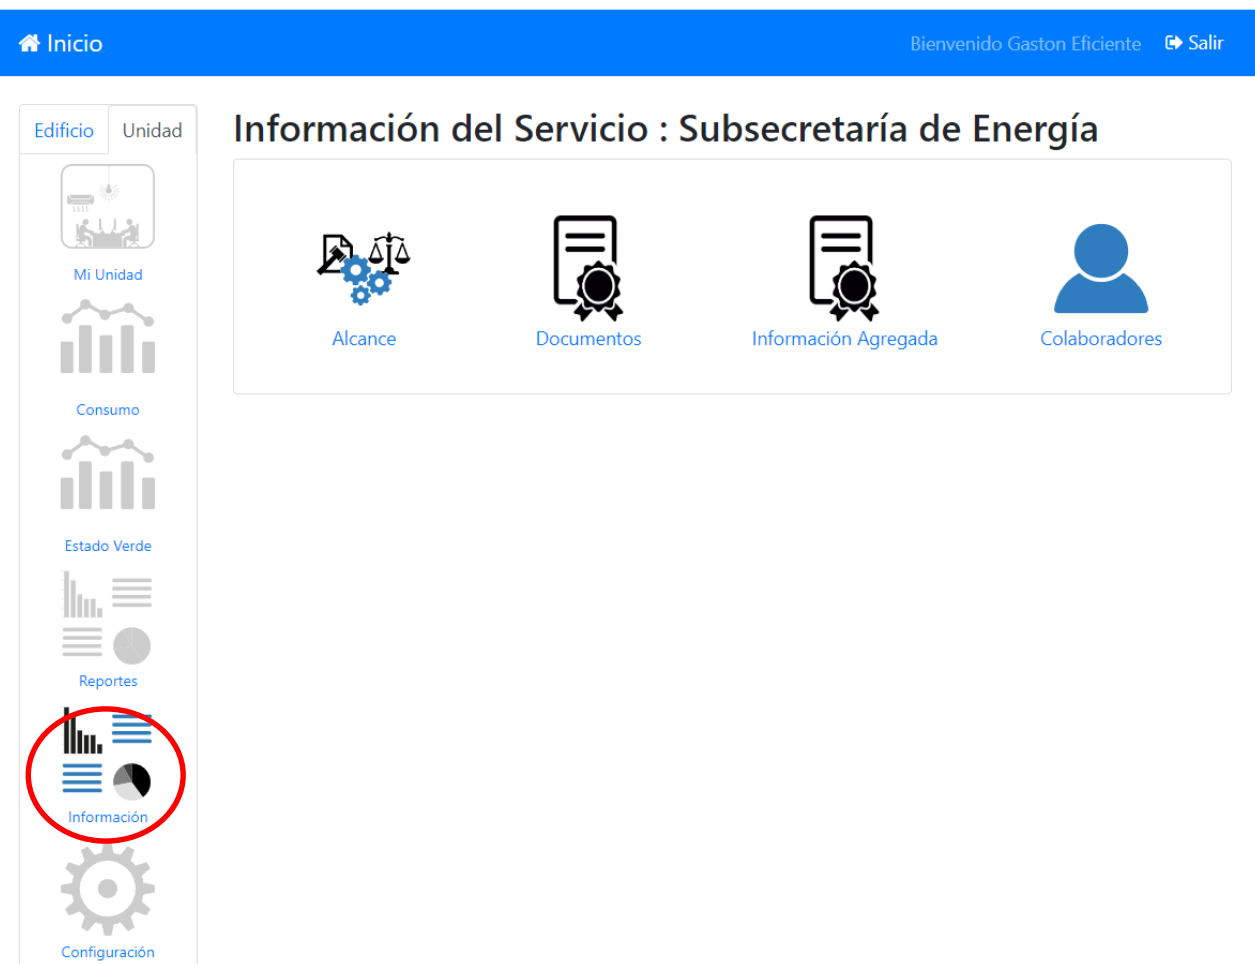 Inicio
Bienvenido Gaston Eficiente
Salir
Edificio
Unidad
Mi Unidad
Consumo
Estado Verde
Reportes
Información
Configuración
Información del Servicio : Subsecretaría de Energía
Alcance
Documentos
Información Agregada
Colaboradores